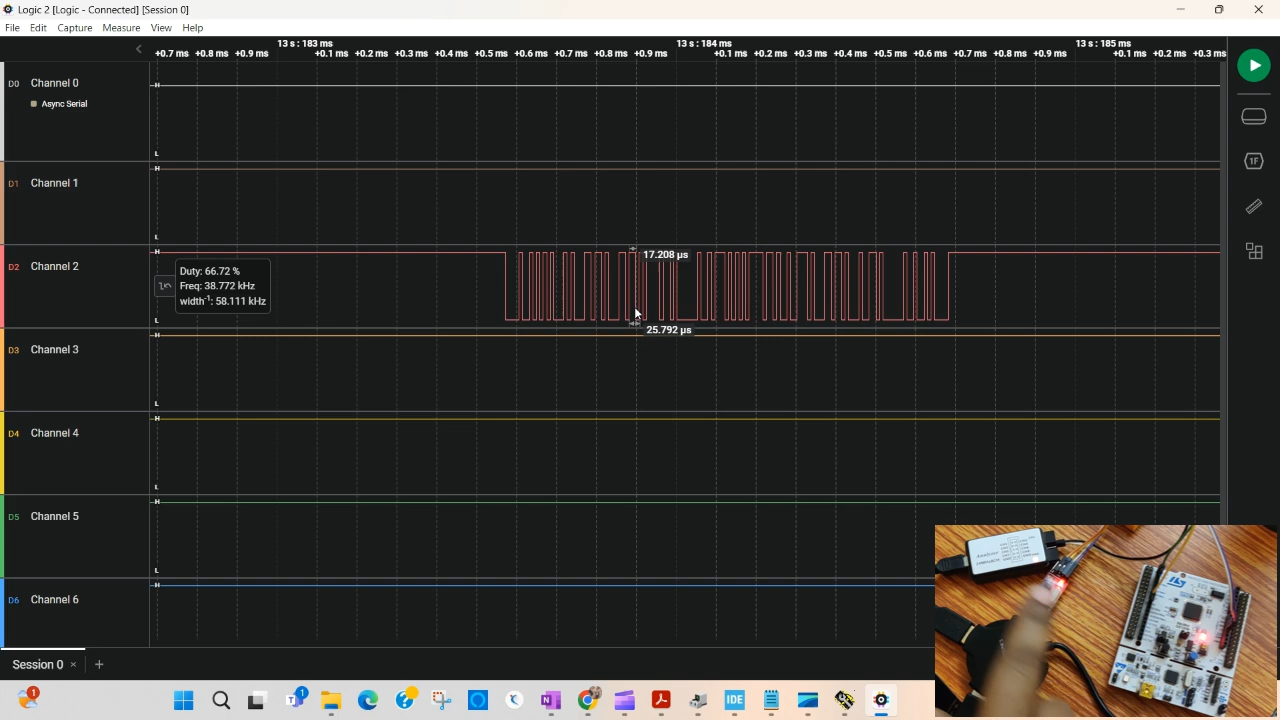 Logic 2 [Logic - Connected] [Session 0]
File Edit Capture Measure View Help
13 s : 183 ms 13 s : 184 ms 13 s : 185 ms
+0.7 ms +0.8 ms +0.9 ms +0.1 ms +0.2 ms +0.3 ms +0.4 ms +0.5 ms +0.6 ms +0.7 ms +0.8 ms +0.9 ms +0.1 ms +0.2 ms +0.3 ms +0.4 ms +0.5 ms +0.6 ms +0.7 ms +0.8 ms +0.9 ms +0.1 ms +0.2 ms +0.3 ms
D0 Channel 0
H
Async Serial
L
D1 Channel 1
H
L
D2 Channel 2
H
17.208 µs
Duty: 66.72 %
Freq: 38.772 kHz
width⁻¹: 58.111 kHz
L
25.792 µs
D3 Channel 3
H
L
D4 Channel 4
H
L
D5 Channel 5
H
L
D6 Channel 6
H
1F
Session 0 × +
1
1
IDE